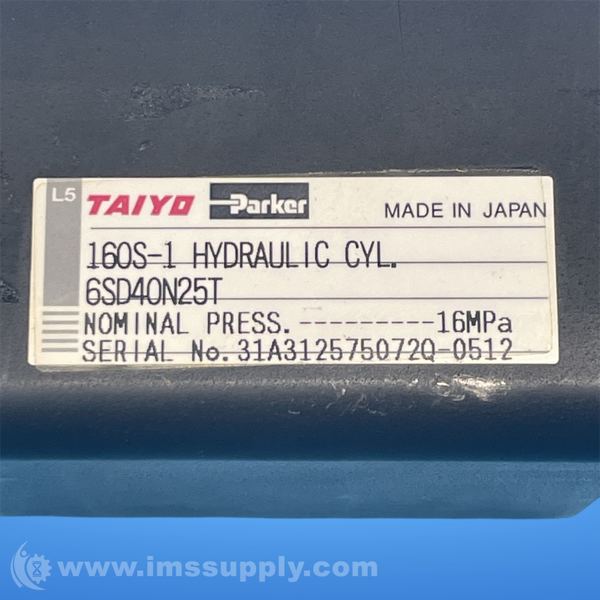 L5 TAIYO Parker MADE IN JAPAN
160S-1 HYDRAULIC CYL.
6SD40N25T
NOMINAL PRESS.----------16MPa
SERIAL No.31A312575072Q-0512
www.imssupply.com